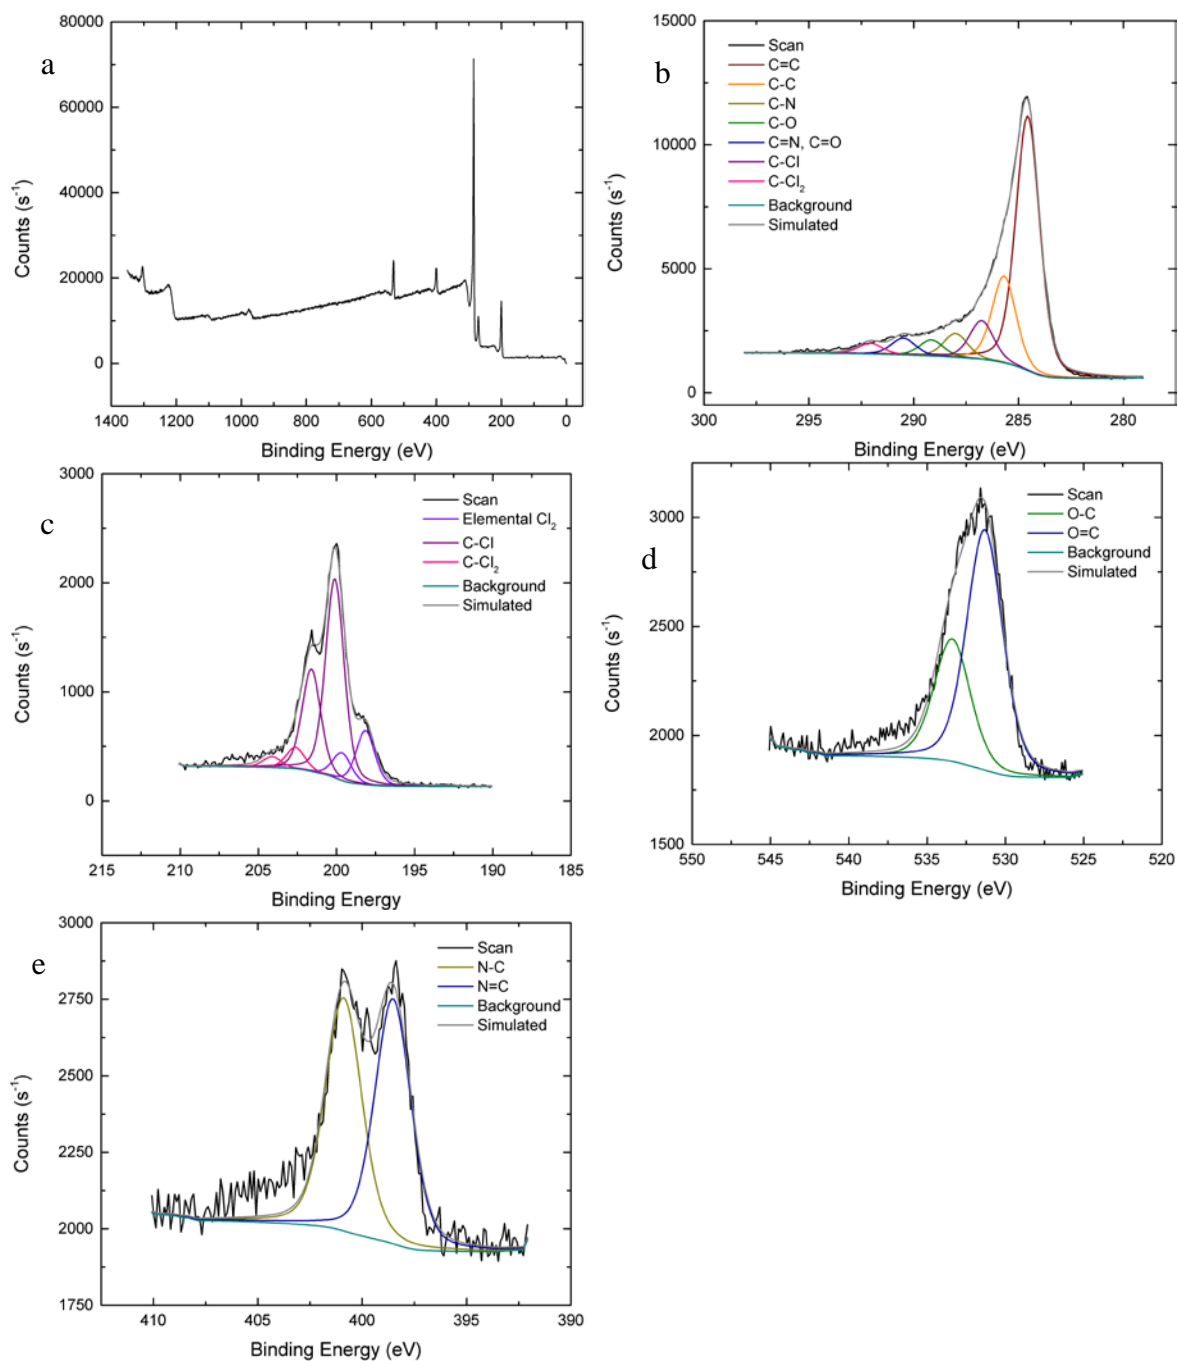 a
80000
60000
40000
20000
0
Counts (s⁻¹)
1400 1200 1000 800 600 400 200 0
Binding Energy (eV)
b
15000
10000
5000
0
Counts (s⁻¹)
Scan
C=C
C-C
C-N
C-O
C=N, C=O
C-Cl
C-Cl₂
Background
Simulated
300 295 290 285 280
Binding Energy (eV)
c
3000
2000
1000
0
Counts (s⁻¹)
Scan
Elemental Cl₂
C-Cl
C-Cl₂
Background
Simulated
215 210 205 200 195 190 185
Binding Energy
d
3000
2500
2000
1500
Counts (s⁻¹)
Scan
O-C
O=C
Background
Simulated
550 545 540 535 530 525 520
Binding Energy (eV)
e
3000
2750
2500
2250
2000
1750
Counts (s⁻¹)
Scan
N-C
N=C
Background
Simulated
410 405 400 395 390
Binding Energy (eV)